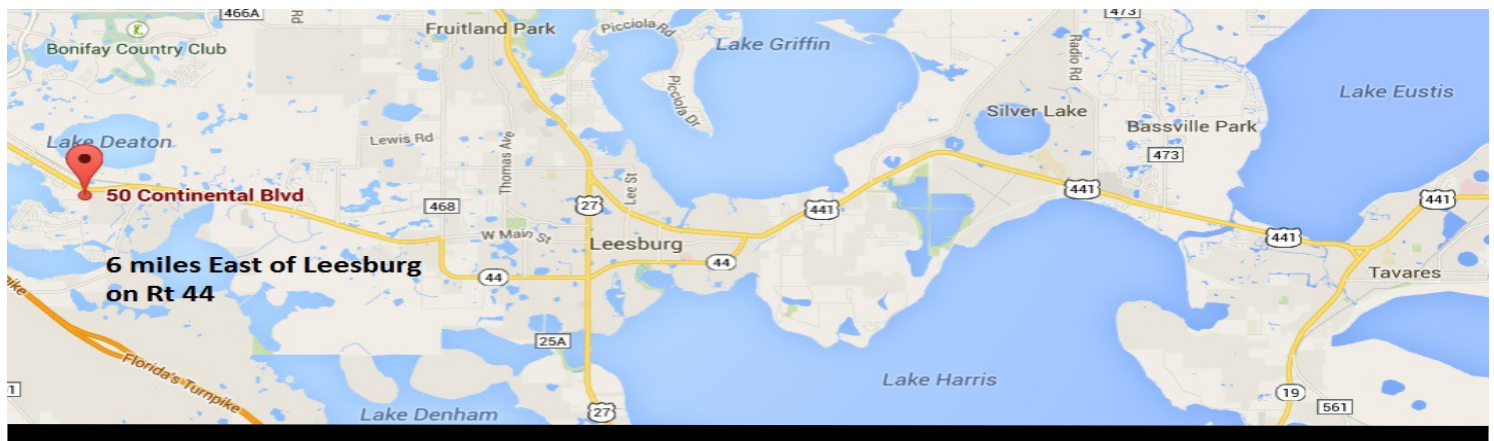 466A
Rd
Fruitland Park
Picciola Rd
Lake Griffin
473
Bonifay Country Club
Radio Rd
Picciola Dr
Lake Eustis
Silver Lake
Bassville Park
Lake Deaton
Lewis Rd
Thomas Ave
473
50 Continental Blvd
Lee St
441
441
468
27
441
W Main St
Leesburg
441
6 miles East of Leesburg
on Rt 44
44
44
Tavares
pike
25A
Florida's Turnpike
Lake Harris
1
19
Lake Denham
27
561